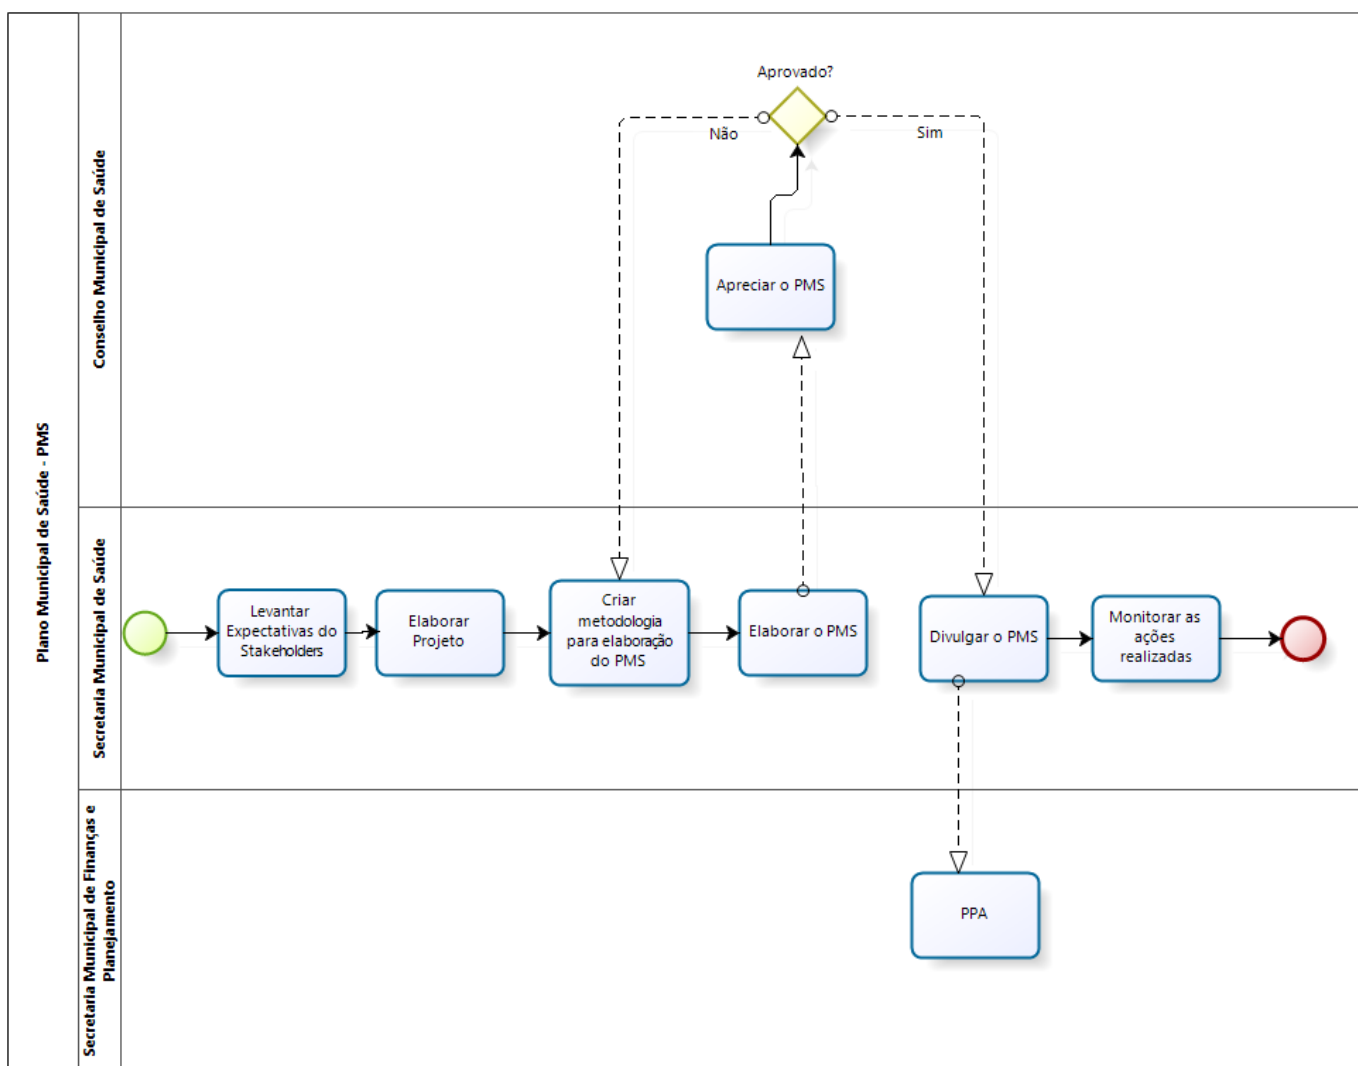 Plano Municipal de Saúde - PMS
Conselho Municipal de Saúde
Aprovado?
Não
Sim
Apreciar o PMS
Secretaria Municipal de Saúde
Levantar
Expectativas do
Stakeholders
Elaborar
Projeto
Criar
metodologia
para elaboração
do PMS
Elaborar o PMS
Divulgar o PMS
Monitorar as
ações
realizadas
Secretaria Municipal de Finanças e
Planejamento
PPA